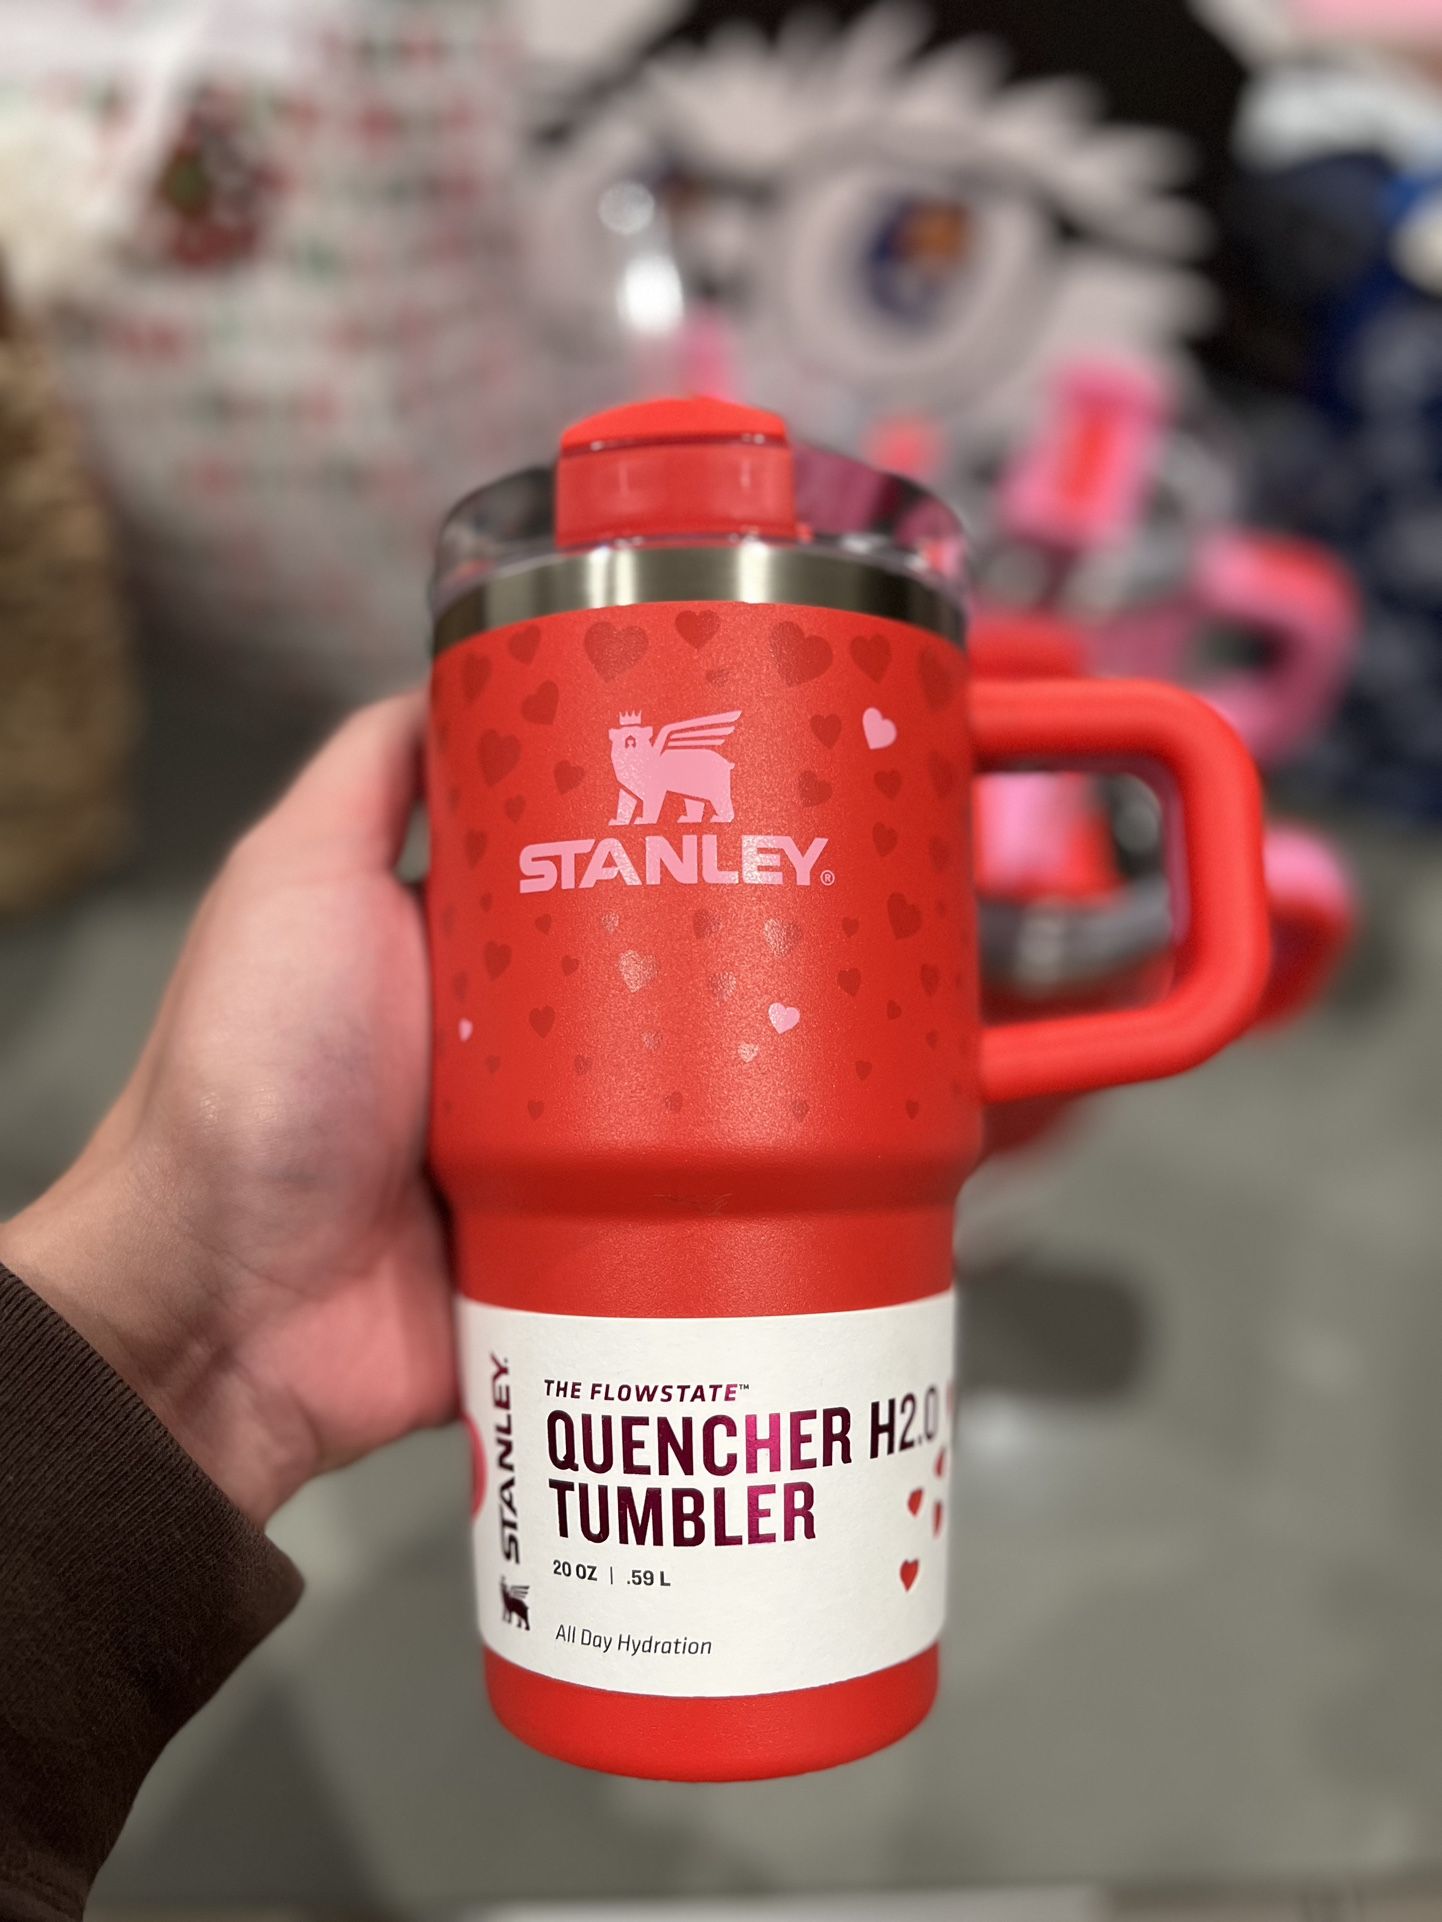 STANLEY®
STANLEY.
THE FLOWSTATE™
QUENCHER H2.0
TUMBLER
20 OZ | .59 L
All Day Hydration